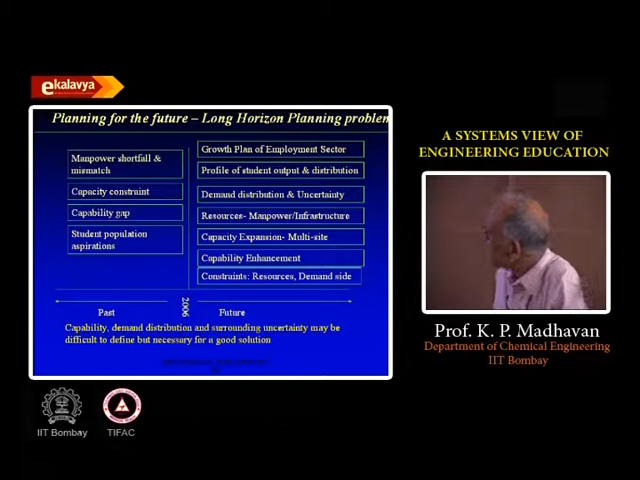 ekalavya
Planning for the future – Long Horizon Planning problem
Manpower shortfall &
mismatch
Capacity constraint
Capability gap
Student population
aspirations
Growth Plan of Employment Sector
Profile of student output & distribution
Demand distribution & Uncertainty
Resources- Manpower/Infrastructure
Capacity Expansion- Multi-site
Capability Enhancement
Constraints: Resources, Demand side
Past
2006
Future
Capability, demand distribution and surrounding uncertainty may be
difficult to define but necessary for a good solution
A SYSTEMS VIEW OF
ENGINEERING EDUCATION
Prof. K. P. Madhavan
Department of Chemical Engineering
IIT Bombay
IIT Bombay
TIFAC